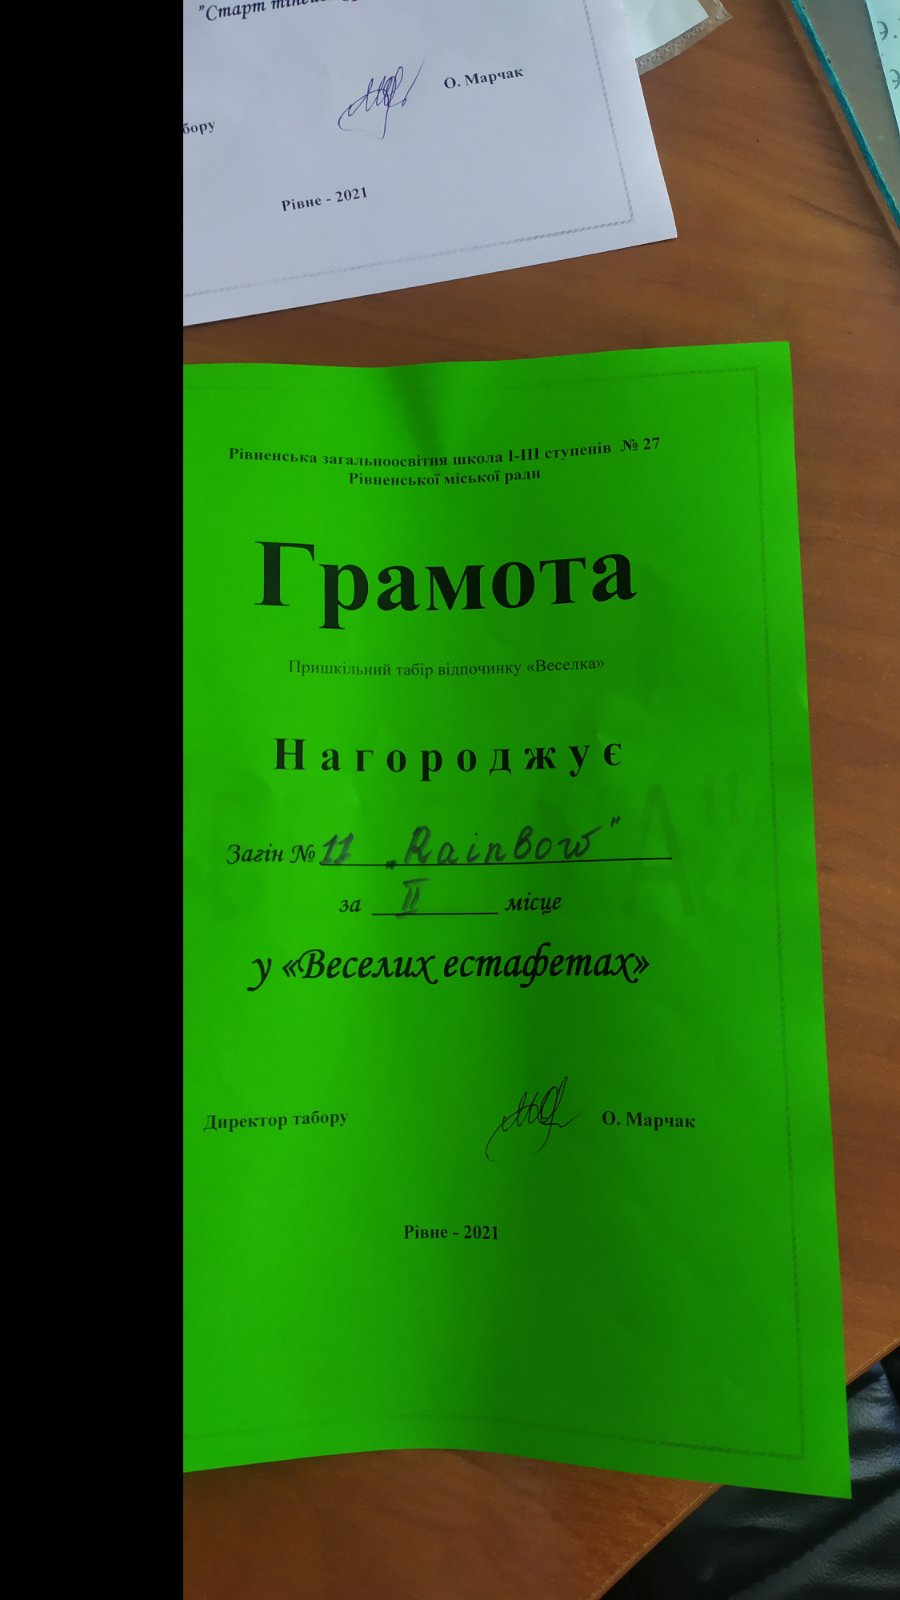 "Старт
О. Марчак
бору
Рівне - 2021
Рівненська загальноосвітня школа І-ІІІ ступенів № 27
Рівненської міської ради
Грамота
Пришкільний табір відпочинку «Веселка»
Нагороджує
Загін № 11 „Rainbow"
за II місце
у «Веселих естафетах»
Директор табору О. Марчак
Рівне - 2021